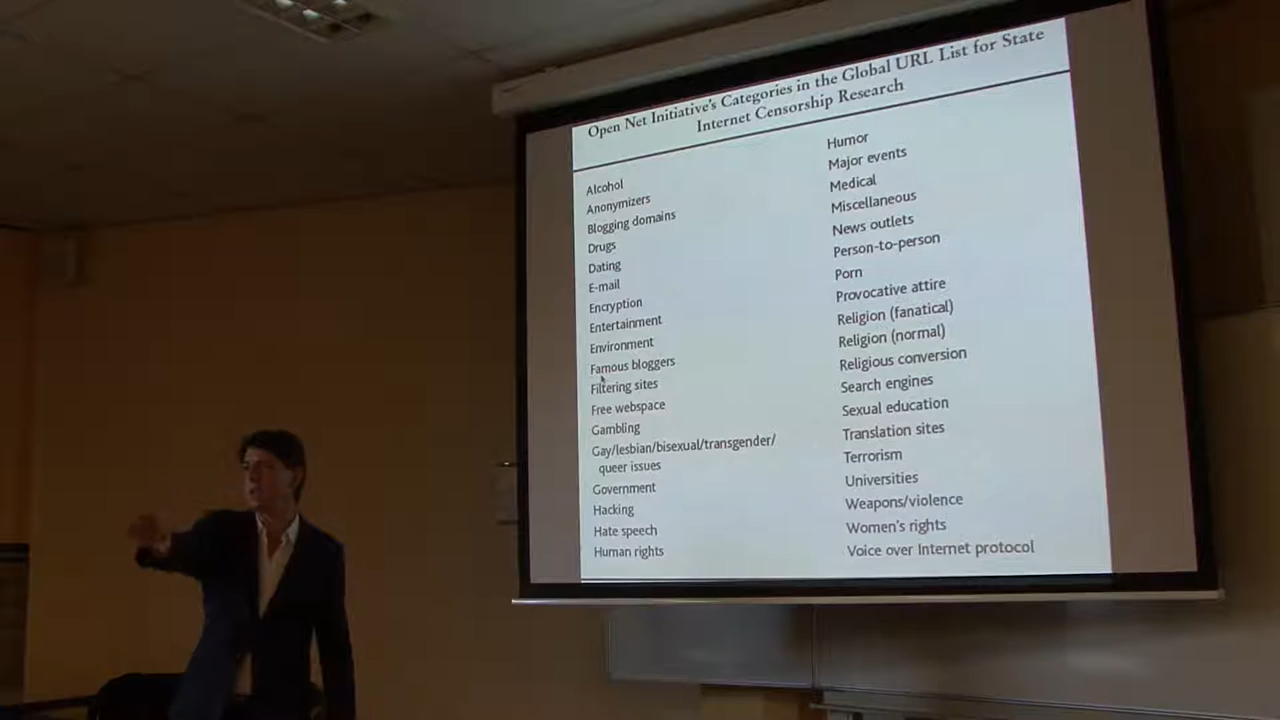 Open Net Initiative's Categories in the Global URL List for State
Internet Censorship Research
Alcohol
Anonymizers
Blogging domains
Drugs
Dating
E-mail
Encryption
Entertainment
Environment
Famous bloggers
Filtering sites
Free webspace
Gambling
Gay/lesbian/bisexual/transgender/
queer issues
Government
Hacking
Hate speech
Human rights
Humor
Major events
Medical
Miscellaneous
News outlets
Person-to-person
Porn
Provocative attire
Religion (fanatical)
Religion (normal)
Religious conversion
Search engines
Sexual education
Translation sites
Terrorism
Universities
Weapons/violence
Women's rights
Voice over Internet protocol